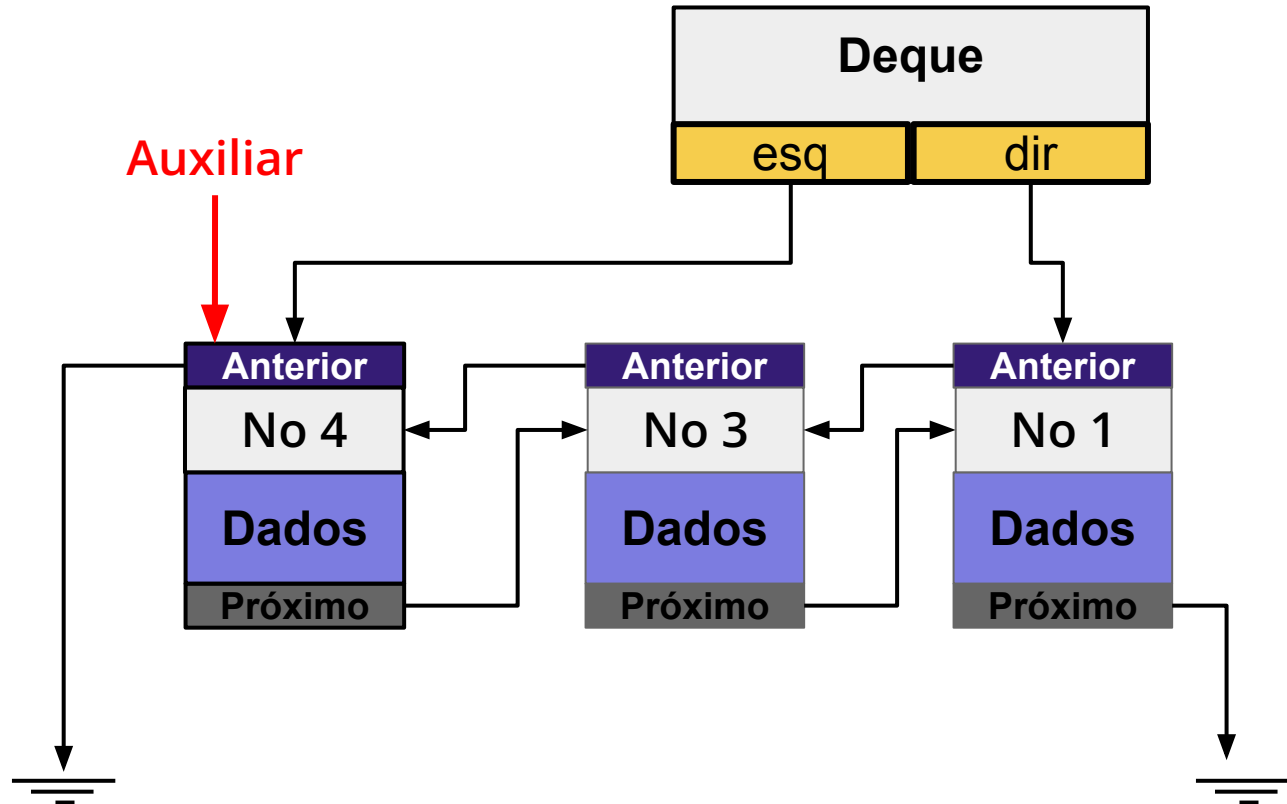 Deque
esq dir
Auxiliar
Anterior Anterior Anterior
No 4 No 3 No 1
Dados Dados Dados
Próximo Próximo Próximo